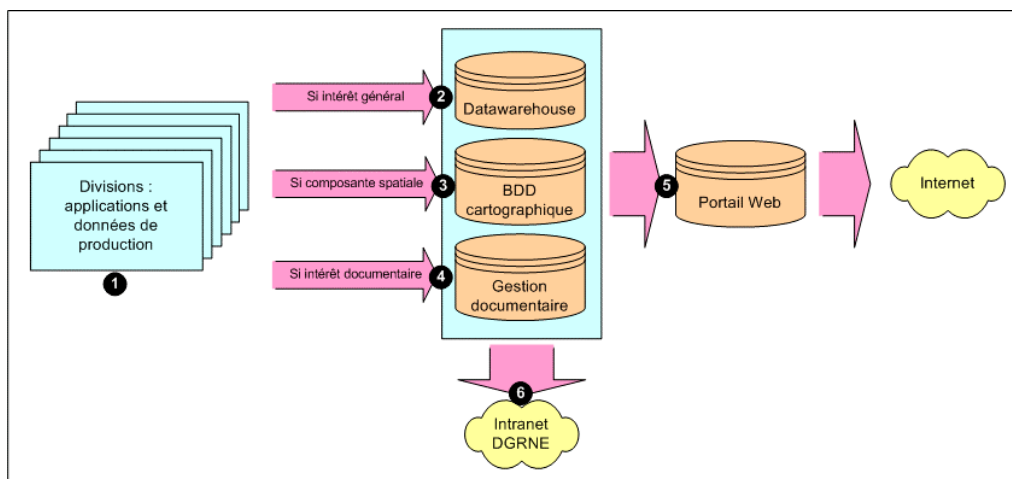 Divisions :
applications et
données de
production
1
Si intérêt général
2
Datawarehouse
Si composante spatiale
3
BDD
cartographique
Si intérêt documentaire
4
Gestion
documentaire
5
Portail Web
Internet
6
Intranet
DGRNE